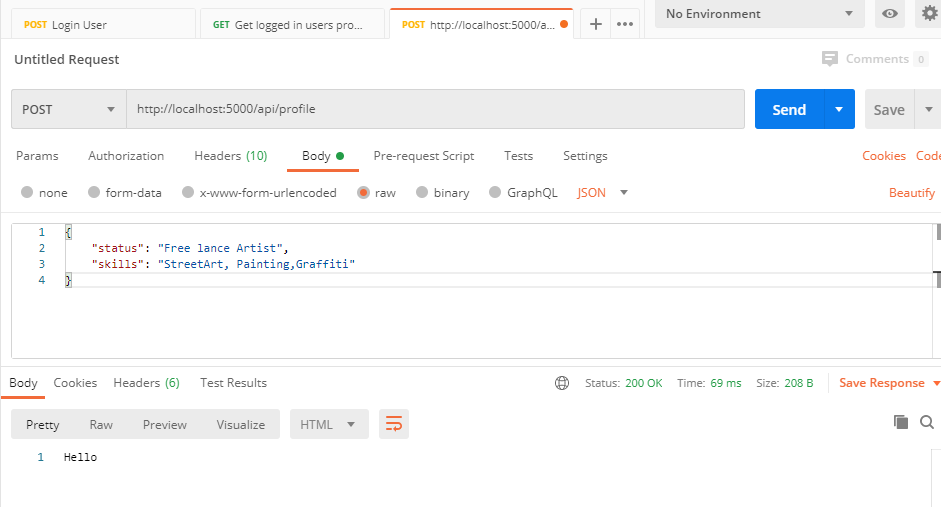 POST Login User GET Get logged in users pro... POST http://localhost:5000/a... + ••• No Environment
Untitled Request Comments 0
POST http://localhost:5000/api/profile Send Save
Params Authorization Headers (10) Body Pre-request Script Tests Settings Cookies Code
none form-data x-www-form-urlencoded raw binary GraphQL JSON Beautify
1 {
2 "status": "Free lance Artist",
3 "skills": "StreetArt, Painting,Graffiti"
4 }
Body Cookies Headers (6) Test Results Status: 200 OK Time: 69 ms Size: 208 B Save Response
Pretty Raw Preview Visualize HTML
1 Hello